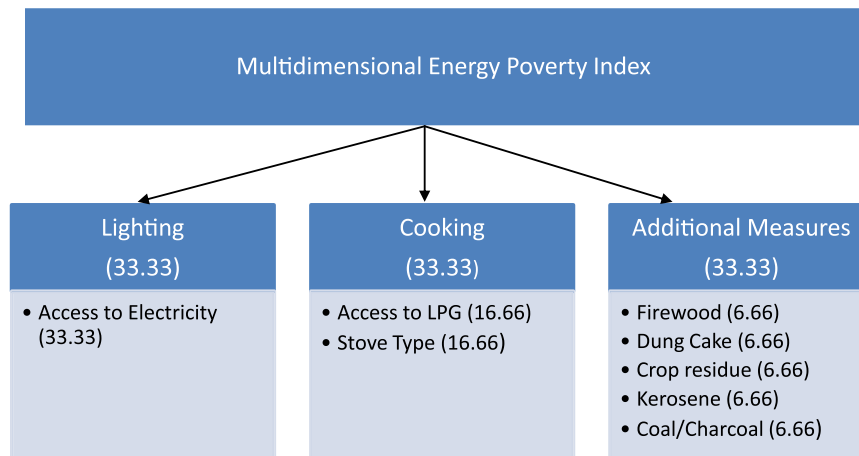 Multidimensional Energy Poverty Index
Lighting
(33.33)
• Access to Electricity
(33.33)
Cooking
(33.33)
• Access to LPG (16.66)
• Stove Type (16.66)
Additional Measures
(33.33)
• Firewood (6.66)
• Dung Cake (6.66)
• Crop residue (6.66)
• Kerosene (6.66)
• Coal/Charcoal (6.66)